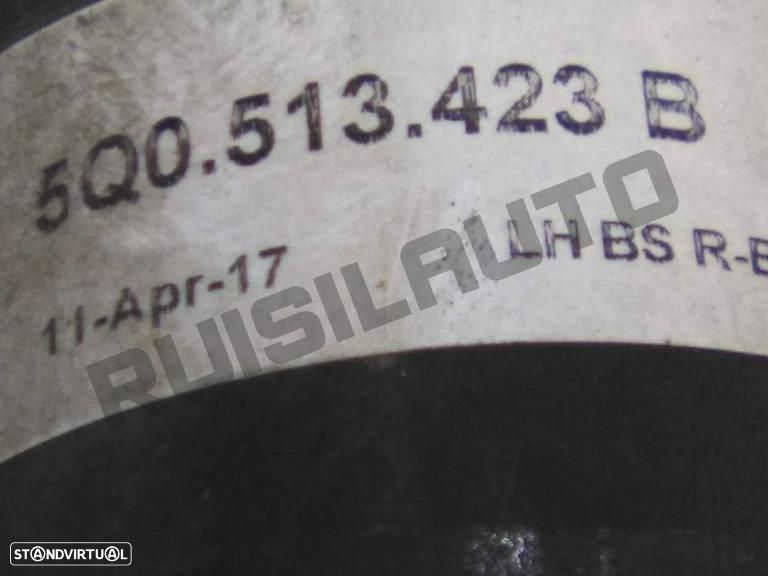 5Q0.513.423 B
11-Apr-17
LH BS R-B
RUISILAUTO
STANDVIRTUAL